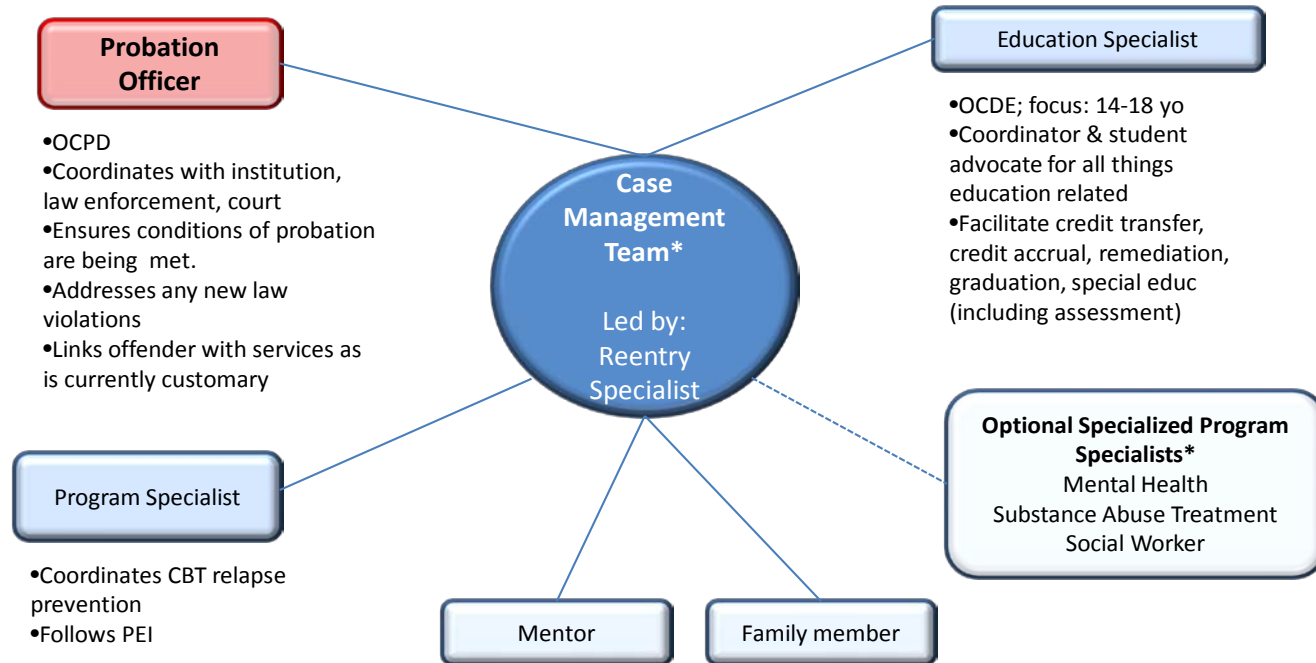 Probation
Officer
•OCPD
•Coordinates with institution,
law enforcement, court
•Ensures conditions of probation
are being  met.
•Addresses any new law
violations
•Links offender with services as
is currently customary
Education Specialist
•OCDE; focus: 14-18 yo
•Coordinator & student
advocate for all things
education related
•Facilitate credit transfer,
credit accrual, remediation,
graduation, special educ
(including assessment)
Case
Management
Team*
Led by:
Reentry
Specialist
Program Specialist
•Coordinates CBT relapse
prevention
•Follows PEI
Mentor
Family member
Optional Specialized Program
Specialists*
Mental Health
Substance Abuse Treatment
Social Worker